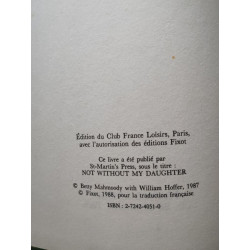 Édition du Club France Loisirs, Paris,
avec l'autorisation des éditions Fixot
Ce livre a été publié par
St-Martin's Press, sous le titre :
NOT WITHOUT MY DAUGHTER
© Betty Mahmoody with William Hoffer, 1987
© Fixot, 1988, pour la traduction française
ISBN : 2-7242-4051-0